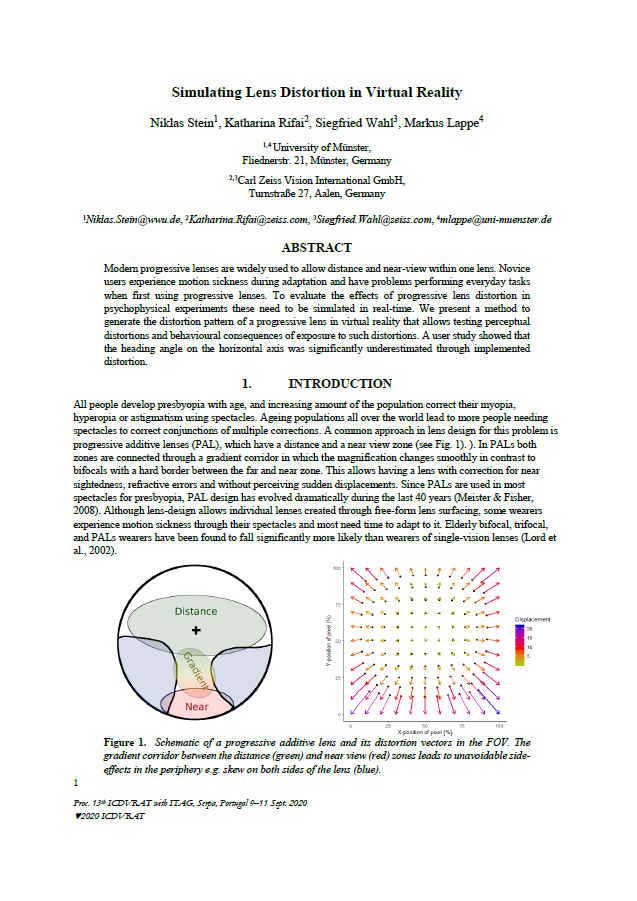 Simulating Lens Distortion in Virtual Reality
Niklas Stein1, Katharina Rifai2, Siegfried Wahl3, Markus Lappe4
1,4 University of Münster,
Fliednerstr. 21, Münster, Germany
2,3Carl Zeiss Vision International GmbH,
Turnstraße 27, Aalen, Germany
1Niklas.Stein@wwu.de, 2Katharina.Rifai@zeiss.com, 3Siegfried.Wahl@zeiss.com, 4mlappe@uni-muenster.de
ABSTRACT
Modern progressive lenses are widely used to allow distance and near-view within one lens. Novice
users experience motion sickness during adaptation and have problems performing everyday tasks
when first using progressive lenses. To evaluate the effects of progressive lens distortion in
psychophysical experiments these need to be simulated in real-time. We present a method to
generate the distortion pattern of a progressive lens in virtual reality that allows testing perceptual
distortions and behavioural consequences of exposure to such distortions. A user study showed that
the heading angle on the horizontal axis was significantly underestimated through implemented
distortion.
1. INTRODUCTION
All people develop presbyopia with age, and increasing amount of the population correct their myopia,
hyperopia or astigmatism using spectacles. Ageing populations all over the world lead to more people needing
spectacles to correct conjunctions of multiple corrections. A common approach in lens design for this problem is
progressive additive lenses (PAL), which have a distance and a near view zone (see Fig. 1). ). In PALs both
zones are connected through a gradient corridor in which the magnification changes smoothly in contrast to
bifocals with a hard border between the far and near zone. This allows having a lens with correction for near
sightedness, refractive errors and without perceiving sudden displacements. Since PALs are used in most
spectacles for presbyopia, PAL design has evolved dramatically during the last 40 years (Meister & Fisher,
2008). Although lens-design allows individual lenses created through free-form lens surfacing, some wearers
experience motion sickness through their spectacles and most need time to adapt to it. Elderly bifocal, trifocal,
and PALs wearers have been found to fall significantly more likely than wearers of single-vision lenses (Lord et
al., 2002).
Distance
+
Gradient
Near
100
75
50
25
0
Y-position of pixel (%)
0 25 50 75 100
X-position of pixel (%)
Displacement
20
15
10
5
Figure 1. Schematic of a progressive additive lens and its distortion vectors in the FOV. The
gradient corridor between the distance (green) and near view (red) zones leads to unavoidable side-
effects in the periphery e.g. skew on both sides of the lens (blue).
1
Proc. 13th ICDVRAT with ITAG, Serpa, Portugal 9–11 Sept. 2020
♥2020 ICDVRAT